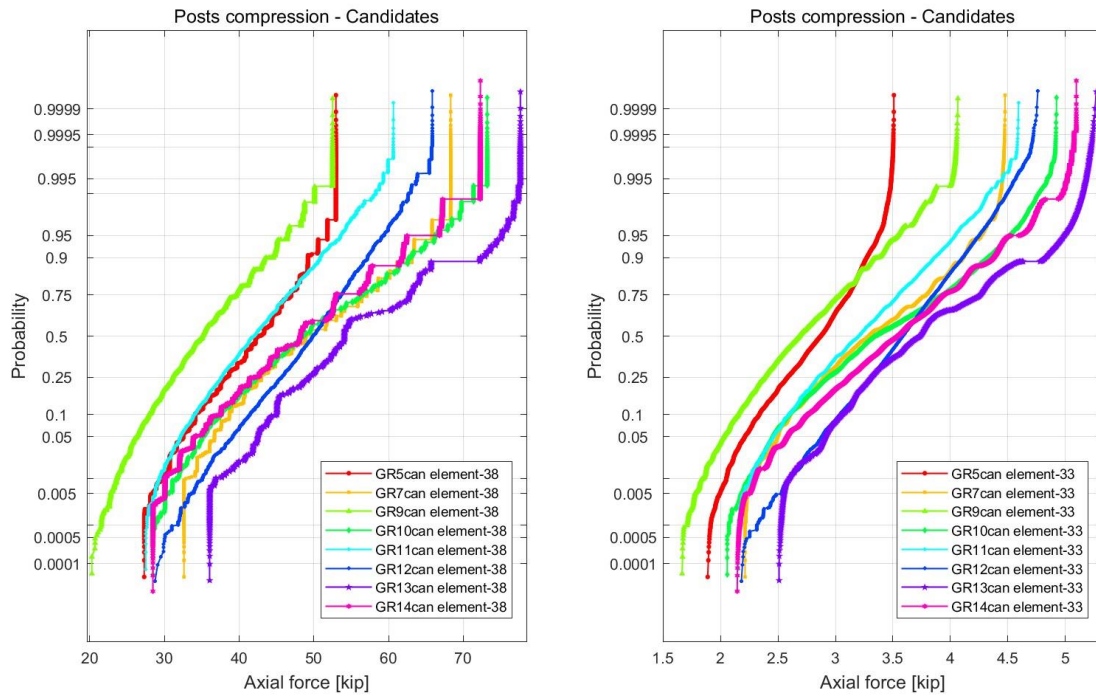 Posts compression - Candidates
Probability
0.9999
0.9995
0.995
0.95
0.9
0.75
0.5
0.25
0.1
0.05
0.005
0.0005
0.0001
GR5can element-38
GR7can element-38
GR9can element-38
GR10can element-38
GR11can element-38
GR12can element-38
GR13can element-38
GR14can element-38
20 30 40 50 60 70
Axial force [kip]
Posts compression - Candidates
Probability
0.9999
0.9995
0.995
0.95
0.9
0.75
0.5
0.25
0.1
0.05
0.005
0.0005
0.0001
GR5can element-33
GR7can element-33
GR9can element-33
GR10can element-33
GR11can element-33
GR12can element-33
GR13can element-33
GR14can element-33
1.5 2 2.5 3 3.5 4 4.5 5
Axial force [kip]